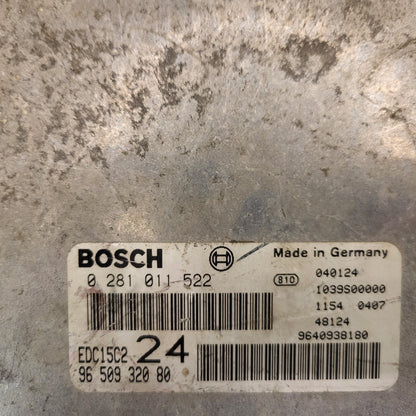 BOSCH
Made in Germany
0 281 011 522
810
040124
1039S00000
1154 0407
48124
EDC15C2 24
96 509 320 80
9640938180